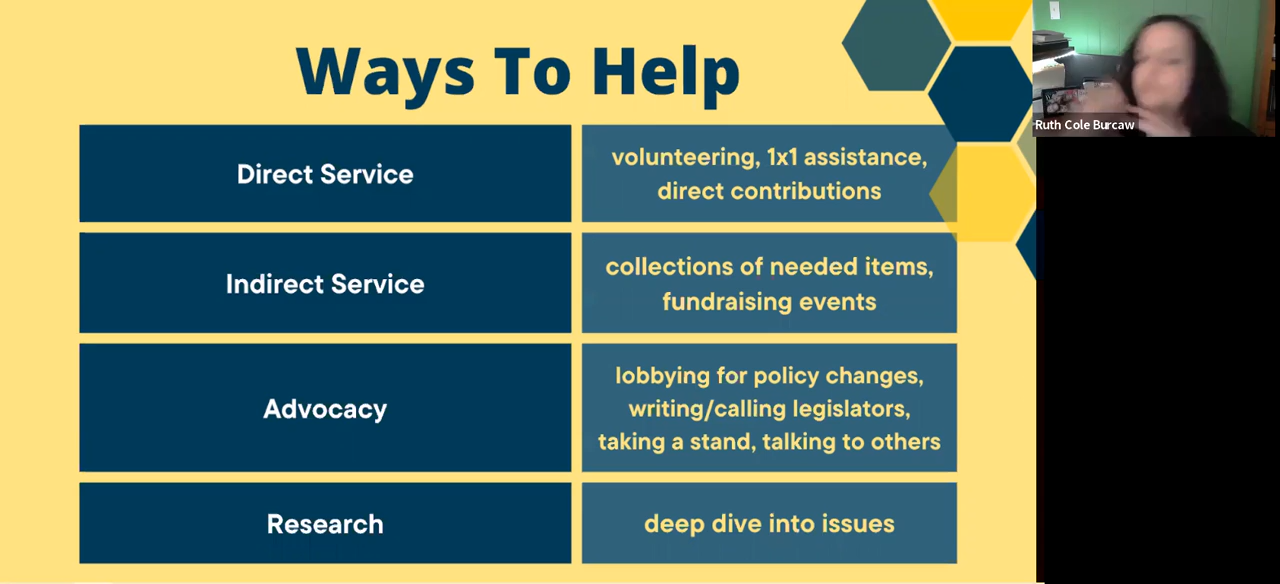 Ways To Help
Direct Service
volunteering, 1x1 assistance,
direct contributions
Indirect Service
collections of needed items,
fundraising events
Advocacy
lobbying for policy changes,
writing/calling legislators,
taking a stand, talking to others
Research
deep dive into issues
Ruth Cole Burcaw